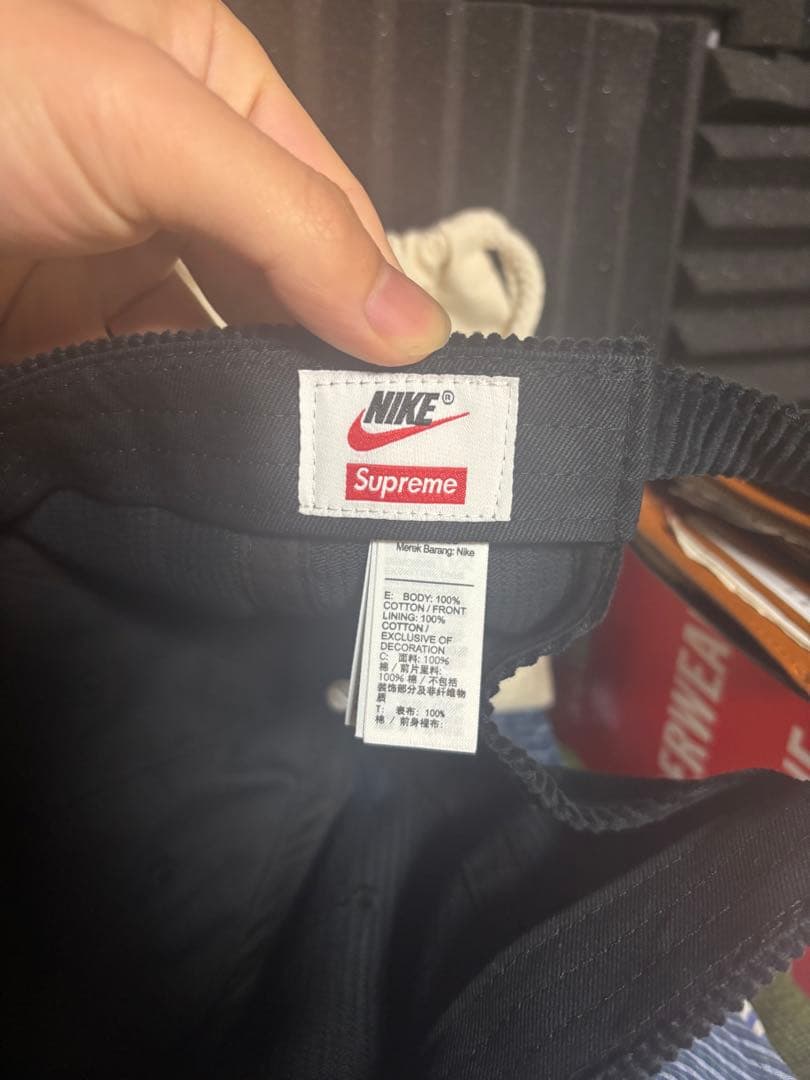 NIKE®
Supreme
Merek Barang: Nike
E: BODY: 100%
COTTON / FRONT
LINING: 100%
COTTON /
EXCLUSIVE OF
DECORATION
C: 面料: 100%
棉 / 前片里料:
100% 棉 / 不包括
装饰部分及非纤维物
质
T: 表布: 100%
棉 / 前身裡布:
ERWEA